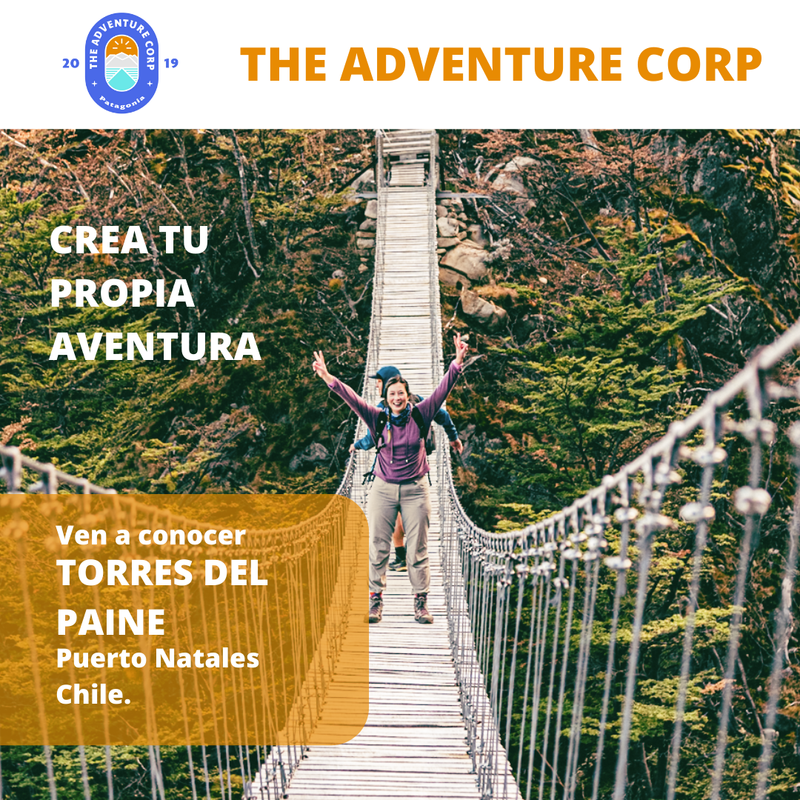 THE ADVENTURE CORP
20 19
+ Patagonia +
THE ADVENTURE CORP
CREA TU
PROPIA
AVENTURA
Ven a conocer
TORRES DEL
PAINE
Puerto Natales
Chile.